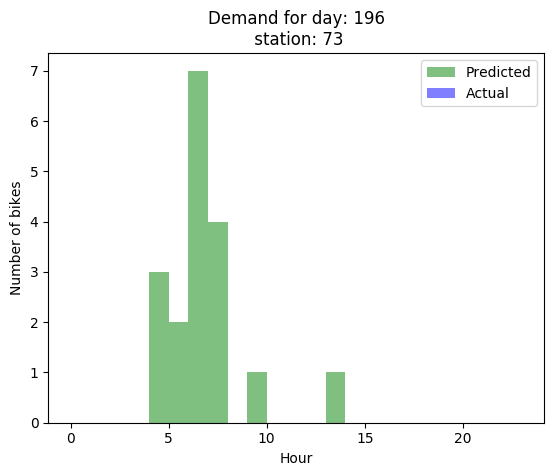 Demand for day: 196
station: 73
Predicted
Actual
Number of bikes
7
6
5
4
3
2
1
0
0 5 10 15 20
Hour